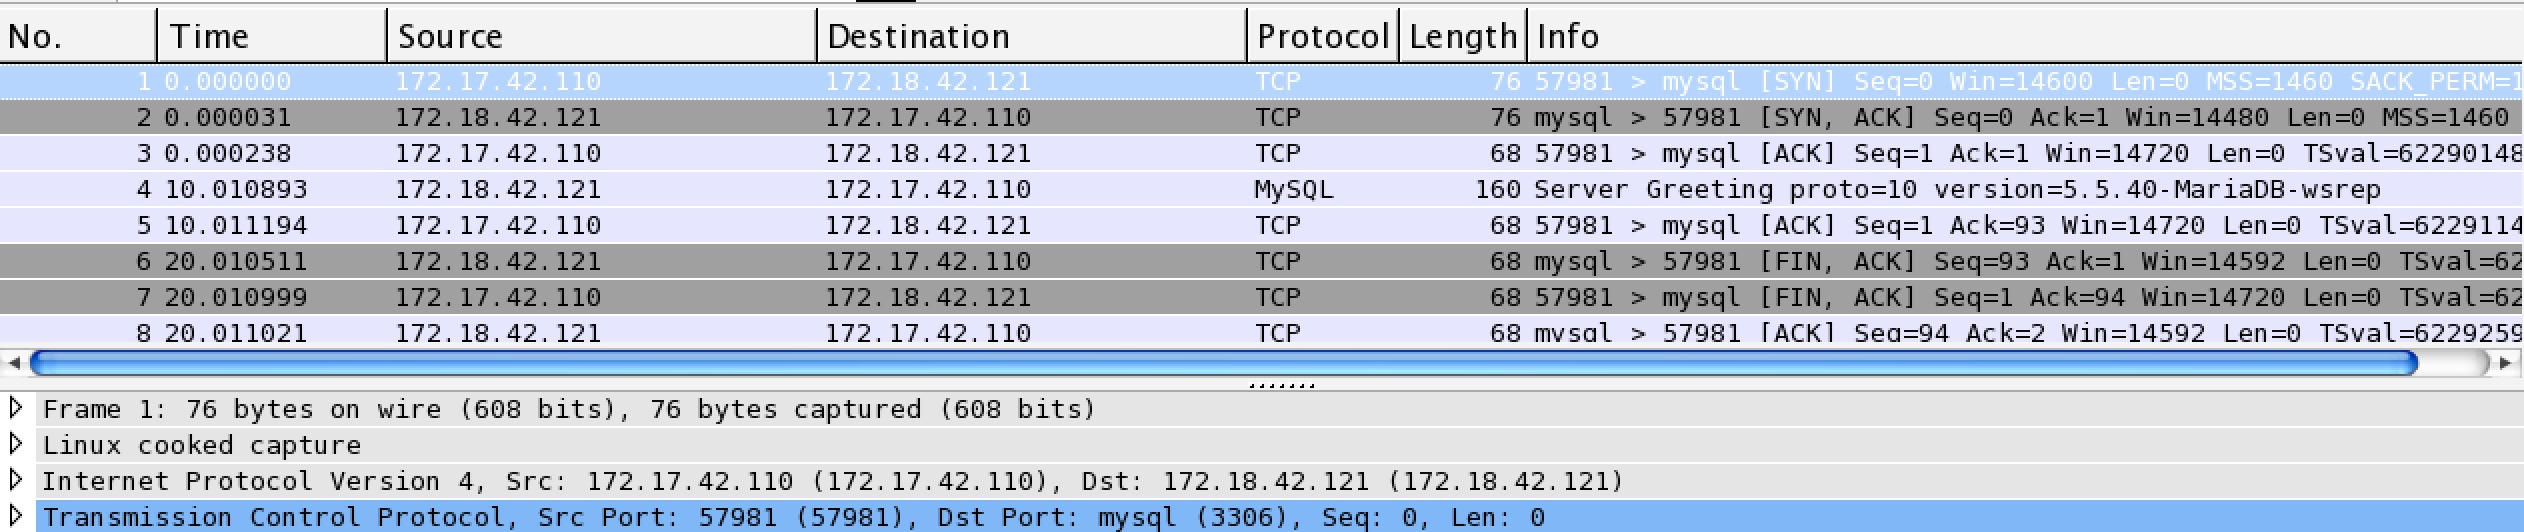 No. Time Source Destination Protocol Length Info
1 0.000000 172.17.42.110 172.18.42.121 TCP 76 57981 > mysql [SYN] Seq=0 Win=14600 Len=0 MSS=1460 SACK_PERM=1
2 0.000031 172.18.42.121 172.17.42.110 TCP 76 mysql > 57981 [SYN, ACK] Seq=0 Ack=1 Win=14480 Len=0 MSS=1460
3 0.000238 172.17.42.110 172.18.42.121 TCP 68 57981 > mysql [ACK] Seq=1 Ack=1 Win=14720 Len=0 TSval=62290148
4 10.010893 172.18.42.121 172.17.42.110 MySQL 160 Server Greeting proto=10 version=5.5.40-MariaDB-wsrep
5 10.011194 172.17.42.110 172.18.42.121 TCP 68 57981 > mysql [ACK] Seq=1 Ack=93 Win=14720 Len=0 TSval=6229114
6 20.010511 172.18.42.121 172.17.42.110 TCP 68 mysql > 57981 [FIN, ACK] Seq=93 Ack=1 Win=14592 Len=0 TSval=62
7 20.010999 172.17.42.110 172.18.42.121 TCP 68 57981 > mysql [FIN, ACK] Seq=1 Ack=94 Win=14720 Len=0 TSval=62
8 20.011021 172.18.42.121 172.17.42.110 TCP 68 mysql > 57981 [ACK] Seq=94 Ack=2 Win=14592 Len=0 TSval=6229259
Frame 1: 76 bytes on wire (608 bits), 76 bytes captured (608 bits)
Linux cooked capture
Internet Protocol Version 4, Src: 172.17.42.110 (172.17.42.110), Dst: 172.18.42.121 (172.18.42.121)
Transmission Control Protocol, Src Port: 57981 (57981), Dst Port: mysql (3306), Seq: 0, Len: 0